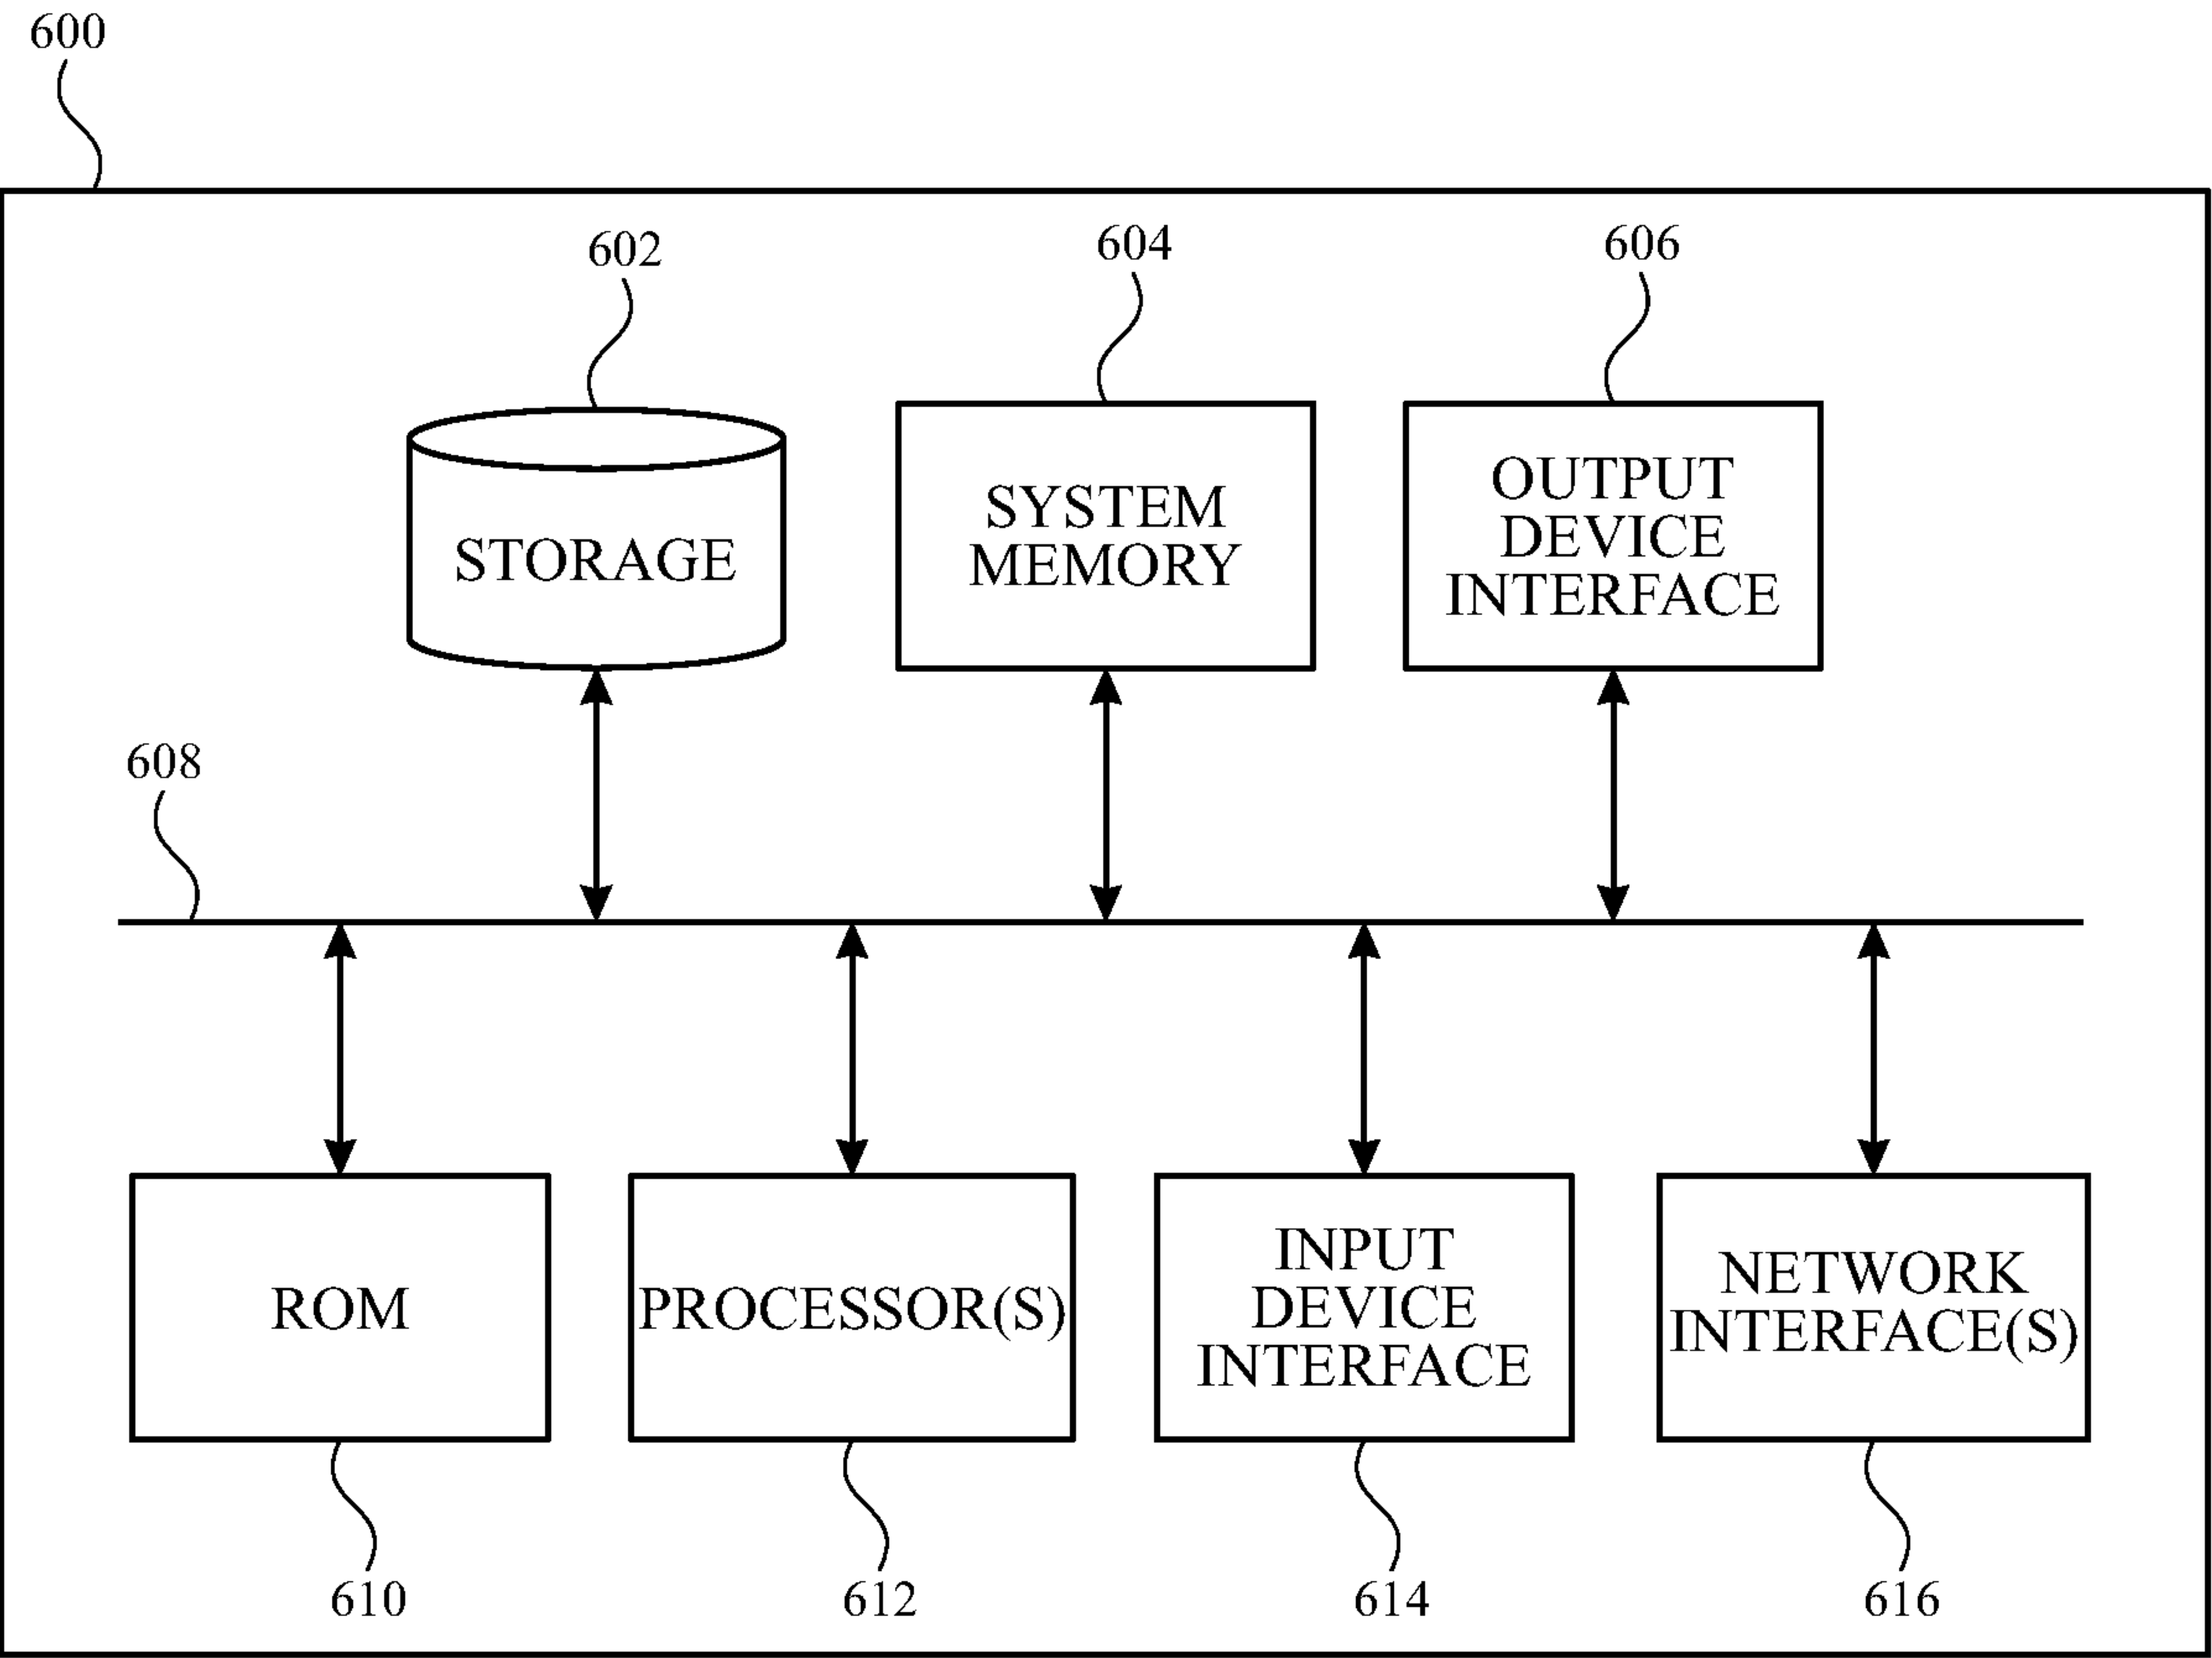 600
602
604
606
STORAGE
SYSTEM
MEMORY
OUTPUT
DEVICE
INTERFACE
608
ROM
PROCESSOR(S)
INPUT
DEVICE
INTERFACE
NETWORK
INTERFACE(S)
610
612
614
616